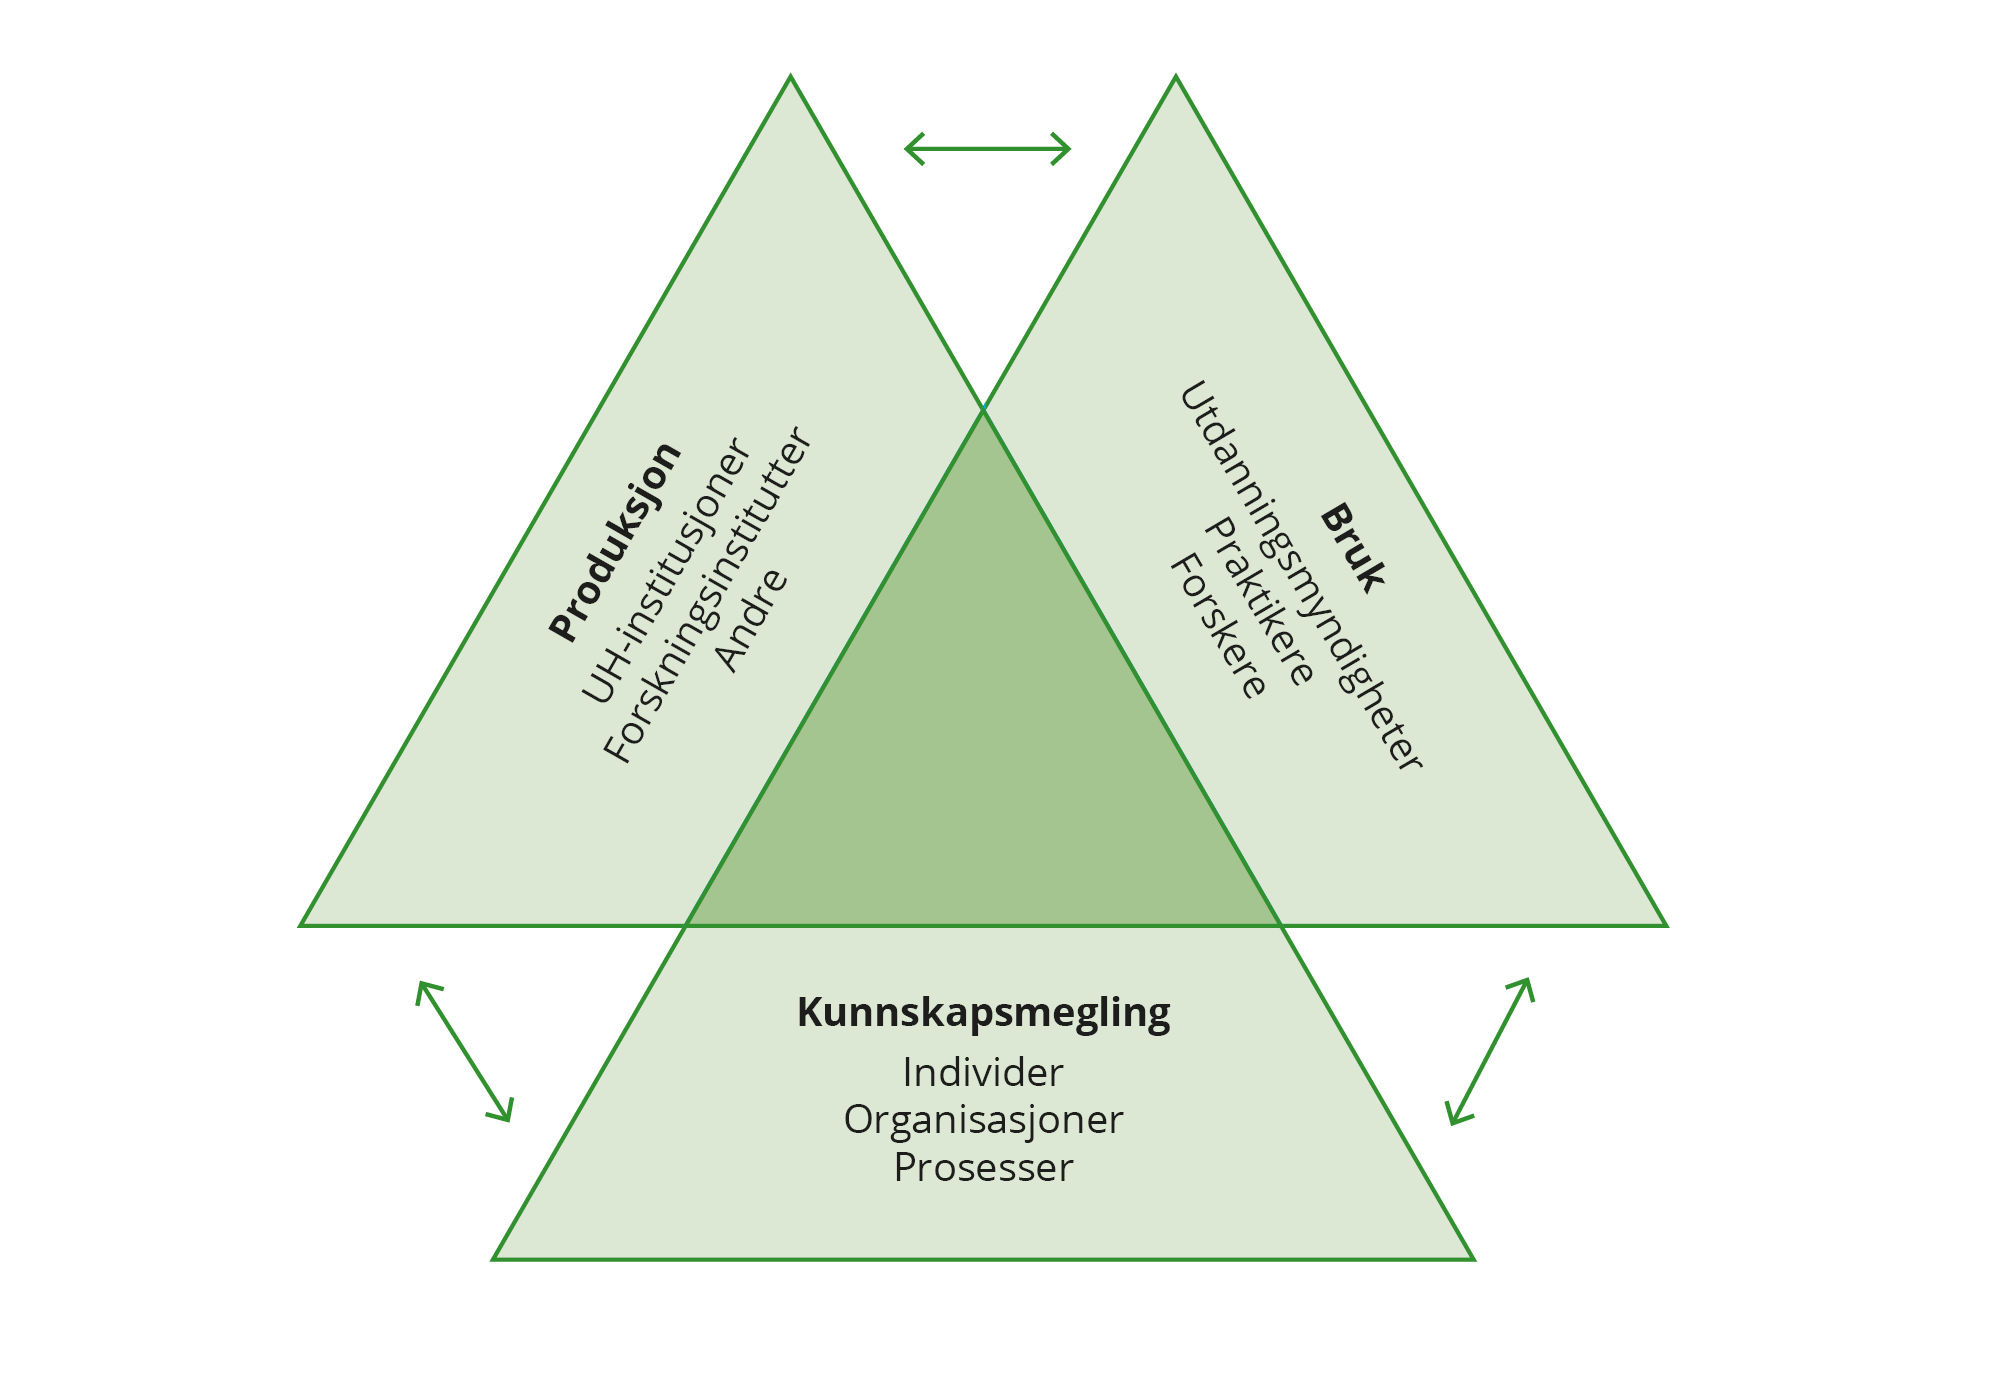 Produksjon
UH-institusjoner
Forskningsinstitutter
Andre
Bruk
Utdanningsmyndigheter
Praktikere
Forskere
Kunnskapsmegling
Individer
Organisasjoner
Prosesser